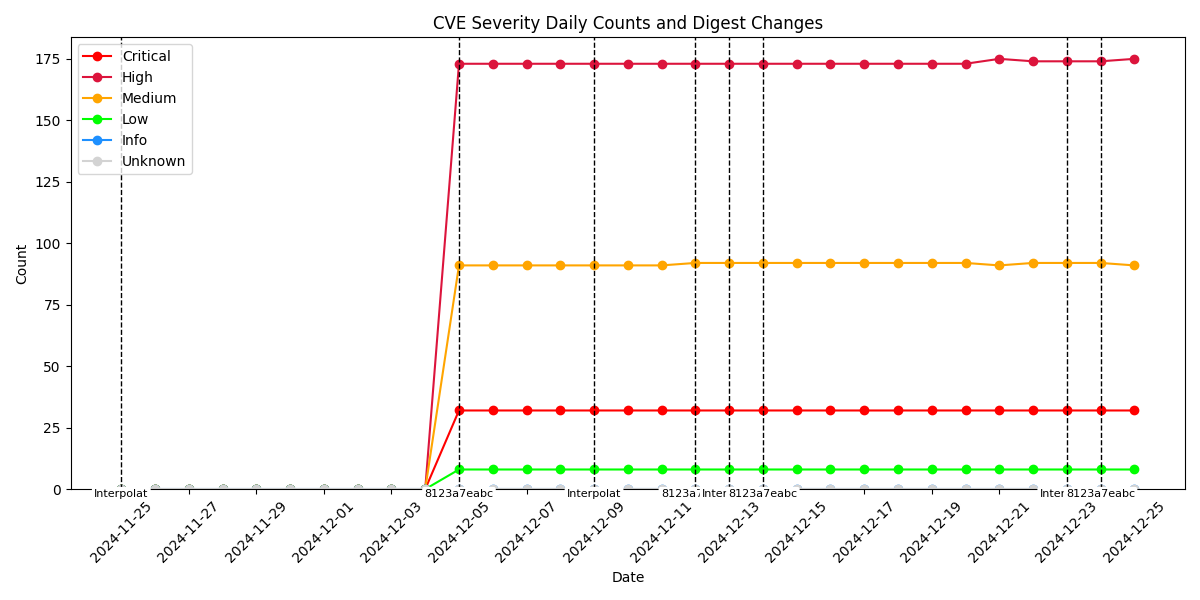 CVE Severity Daily Counts and Digest Changes
Critical
High
Medium
Low
Info
Unknown
Count
175
150
125
100
75
50
25
0
Interpolat
8123a7eabc
Interpolat
8123a7
Inter
8123a7eabc
Inter
8123a7eabc
2024-11-25
2024-11-27
2024-11-29
2024-12-01
2024-12-03
2024-12-05
2024-12-07
2024-12-09
2024-12-11
2024-12-13
2024-12-15
2024-12-17
2024-12-19
2024-12-21
2024-12-23
2024-12-25
Date